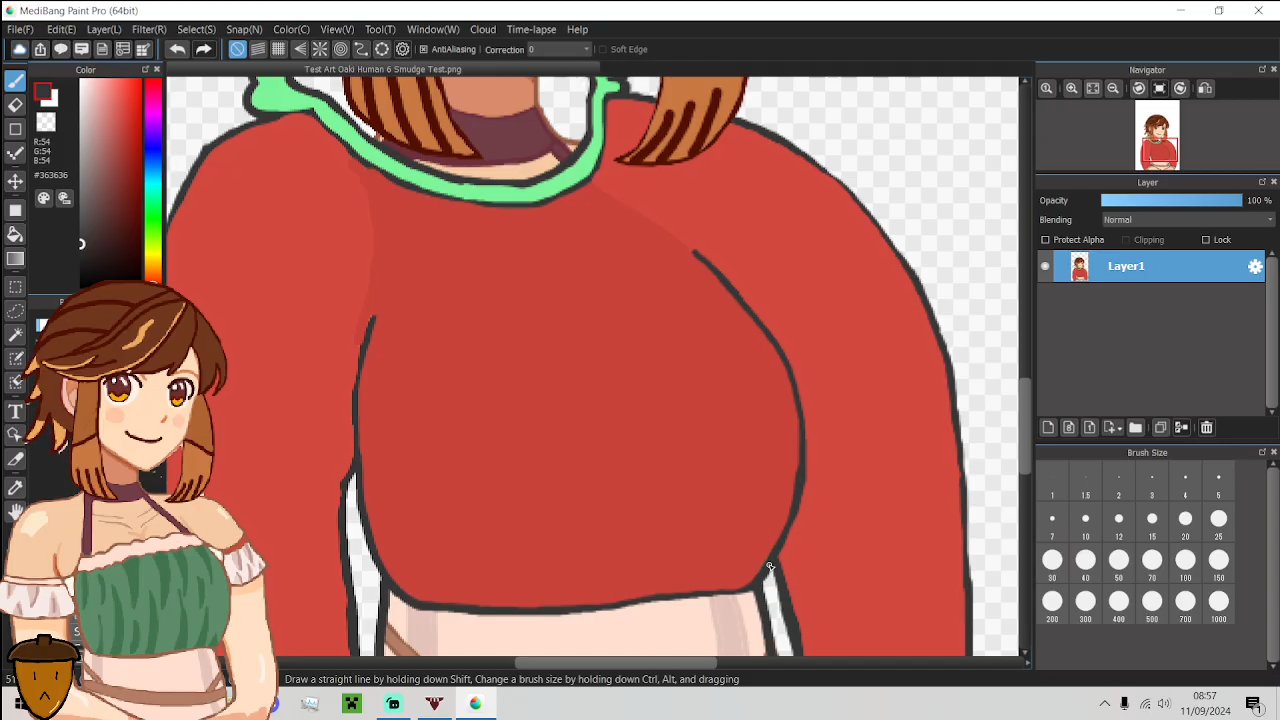 MediBang Paint Pro (64bit)
File(F) Edit(E) Layer(L) Filter(R) Select(S) Snap(N) Color(C) View(V) Tool(T) Window(W) Cloud Time-lapse Help
AntiAliasing Correction 0 Soft Edge
Color
Test Art Oaki Human 6 Smudge Test.png
Navigator
R:54
G:54
B:54
#363636
Layer
Opacity 100 %
Blending Normal
Protect Alpha Clipping Lock
Layer1
Brush Size
1 1.5 2 3 4 5
7 10 12 15 20 25
30 40 50 70 100 150
200 300 400 500 700 1000
Draw a straight line by holding down Shift, Change a brush size by holding down Ctrl, Alt, and dragging
08:57
11/09/2024